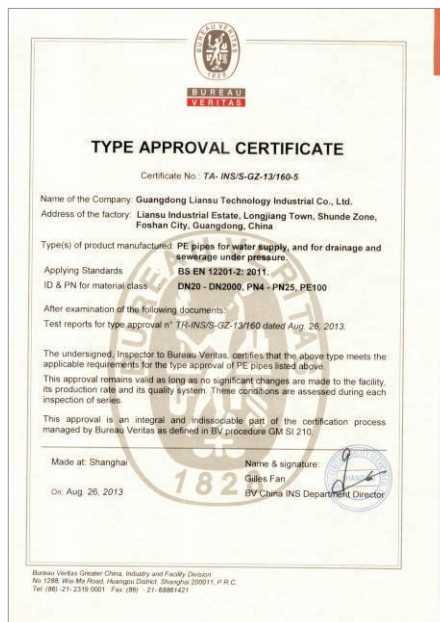 BUREAU VERITAS
1828
BUREAU
VERITAS
TYPE APPROVAL CERTIFICATE
Certificate No.: TA- INS/S-GZ-13/160-5
Name of the Company: Guangdong Liansu Technology Industrial Co., Ltd.
Address of the factory: Liansu Industrial Estate, Longjiang Town, Shunde Zone,
Foshan City, Guangdong, China
Type(s) of product manufactured: PE pipes for water supply, and for drainage and
sewerage under pressure.
Applying Standards : BS EN 12201-2: 2011.
ID & PN for material class : DN20 - DN2000, PN4 - PN25, PE100
After examination of the following documents:
Test reports for type approval n° TR-INS/S-GZ-13/160 dated Aug. 26, 2013.
The undersigned, Inspector to Bureau Veritas, certifies that the above type meets the
applicable requirements for the type approval of PE pipes listed above.
This approval remains valid as long as no significant changes are made to the facility,
its production rate and its quality system. These conditions are assessed during each
inspection of series.
This approval is an integral and indissociable part of the certification process
managed by Bureau Veritas as defined in BV procedure GM SI 210.
Made at: Shanghai
Name & signature:
Gilles Fan
On: Aug. 26, 2013
BV China INS Department Director
1828
Bureau Veritas Greater China, Industry and Facility Division
No.1288, Wai Ma Road, Huangpu District, Shanghai 200011, P.R.C.
Tel: (86) -21- 2319 0001 Fax: (86) - 21- 68861421